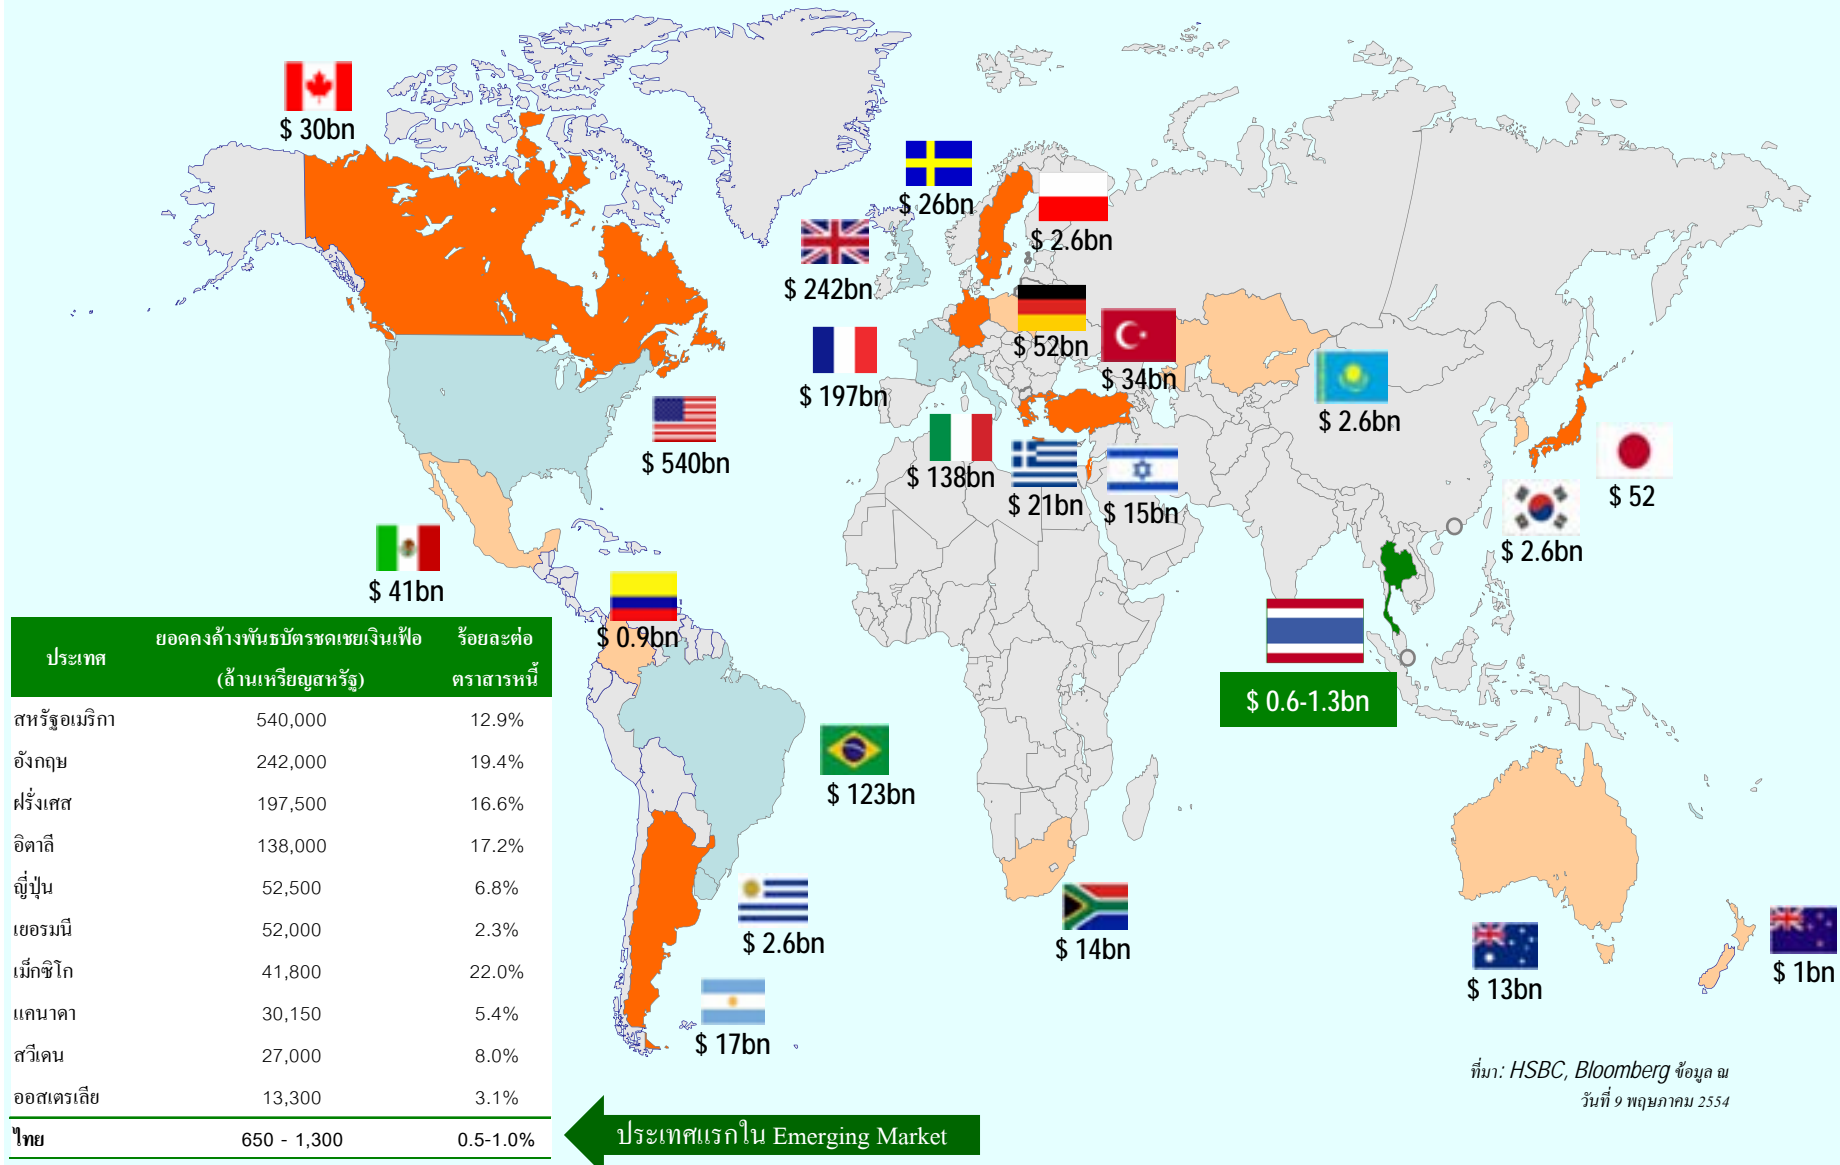 $ 30bn
$ 26bn
$ 2.6bn
$ 242bn
$ 52bn
$ 34bn
$ 197bn
$ 2.6bn
$ 540bn
$ 138bn
$ 21bn
$ 15bn
$ 52
$ 2.6bn
$ 41bn
$ 0.9bn
$ 0.6-1.3bn
$ 123bn
$ 2.6bn
$ 14bn
$ 13bn
$ 1bn
$ 17bn
ประเทศ ยอดคงค้างพันธบัตรชดเชยเงินเฟ้อ ร้อยละต่อ
(ล้านเหรียญสหรัฐ) ตราสารหนี้
สหรัฐอเมริกา 540,000 12.9%
อังกฤษ 242,000 19.4%
ฝรั่งเศส 197,500 16.6%
อิตาลี 138,000 17.2%
ญี่ปุ่น 52,500 6.8%
เยอรมนี 52,000 2.3%
เม็กซิโก 41,800 22.0%
แคนาดา 30,150 5.4%
สวีเดน 27,000 8.0%
ออสเตรเลีย 13,300 3.1%
ไทย 650 - 1,300 0.5-1.0%
ประเทศแรกใน Emerging Market
ที่มา: HSBC, Bloomberg ข้อมูล ณ
วันที่ 9 พฤษภาคม 2554